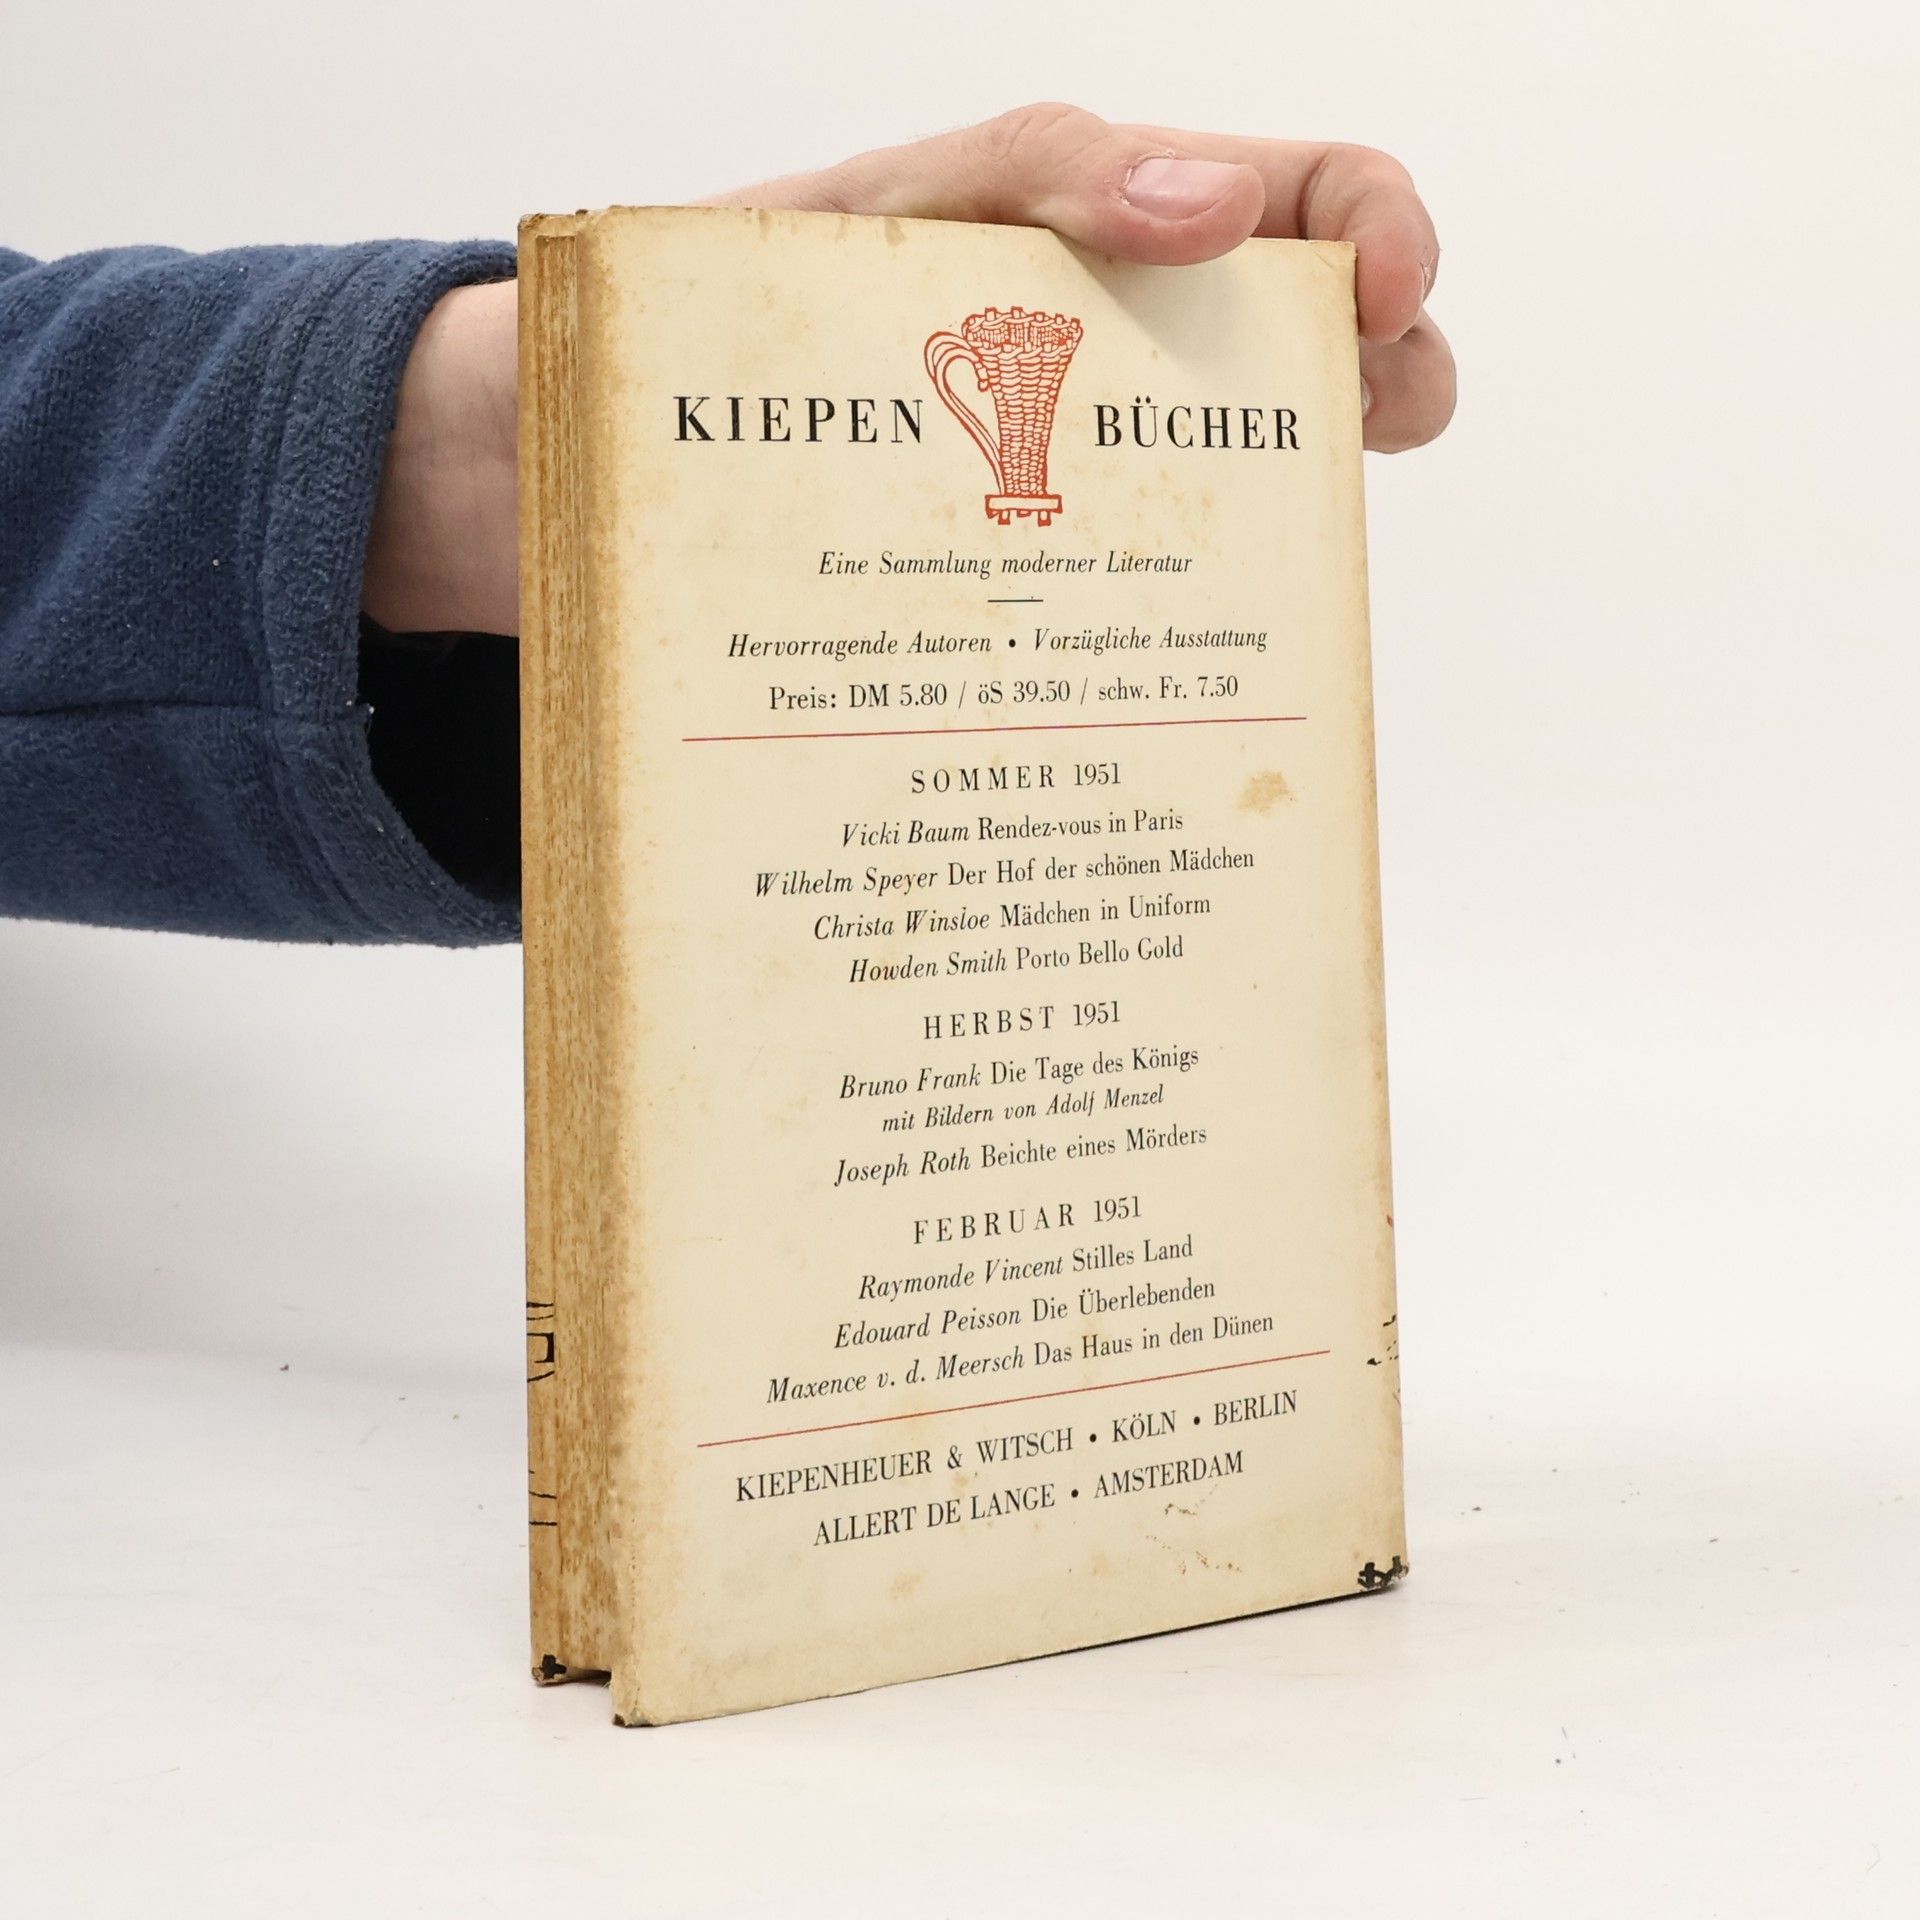 KIEPEN BÜCHER
Eine Sammlung moderner Literatur
Hervorragende Autoren • Vorzügliche Ausstattung
Preis: DM 5.80 / öS 39.50 / schw. Fr. 7.50
SOMMER 1951
Vicki Baum Rendez-vous in Paris
Wilhelm Speyer Der Hof der schönen Mädchen
Christa Winsloe Mädchen in Uniform
Howden Smith Porto Bello Gold
HERBST 1951
Bruno Frank Die Tage des Königs
mit Bildern von Adolf Menzel
Joseph Roth Beichte eines Mörders
FEBRUAR 1951
Raymonde Vincent Stilles Land
Edouard Peisson Die Überlebenden
Maxence v. d. Meersch Das Haus in den Dünen
KIEPENHEUER & WITSCH • KÖLN • BERLIN
ALLERT DE LANGE • AMSTERDAM